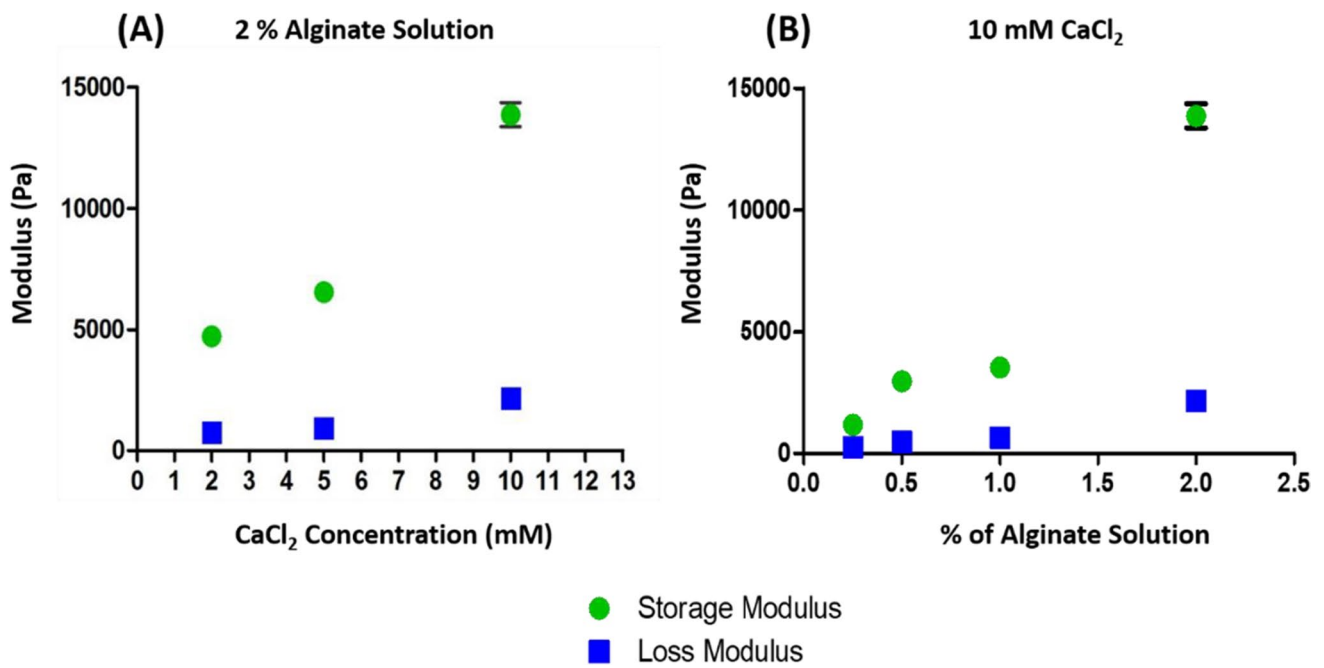 (A) 2 % Alginate Solution
15000
10000
5000
0
Modulus (Pa)
0 1 2 3 4 5 6 7 8 9 10 11 12 13
CaCl₂ Concentration (mM)
(B) 10 mM CaCl₂
15000
10000
5000
0
Modulus (Pa)
0.0 0.5 1.0 1.5 2.0 2.5
% of Alginate Solution
Storage Modulus
Loss Modulus